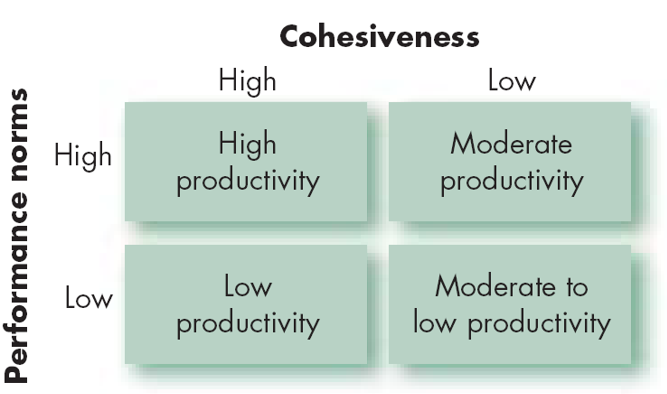 Cohesiveness
High
Low
Performance norms
High
High
productivity
Moderate
productivity
Low
Low
productivity
Moderate to
low productivity